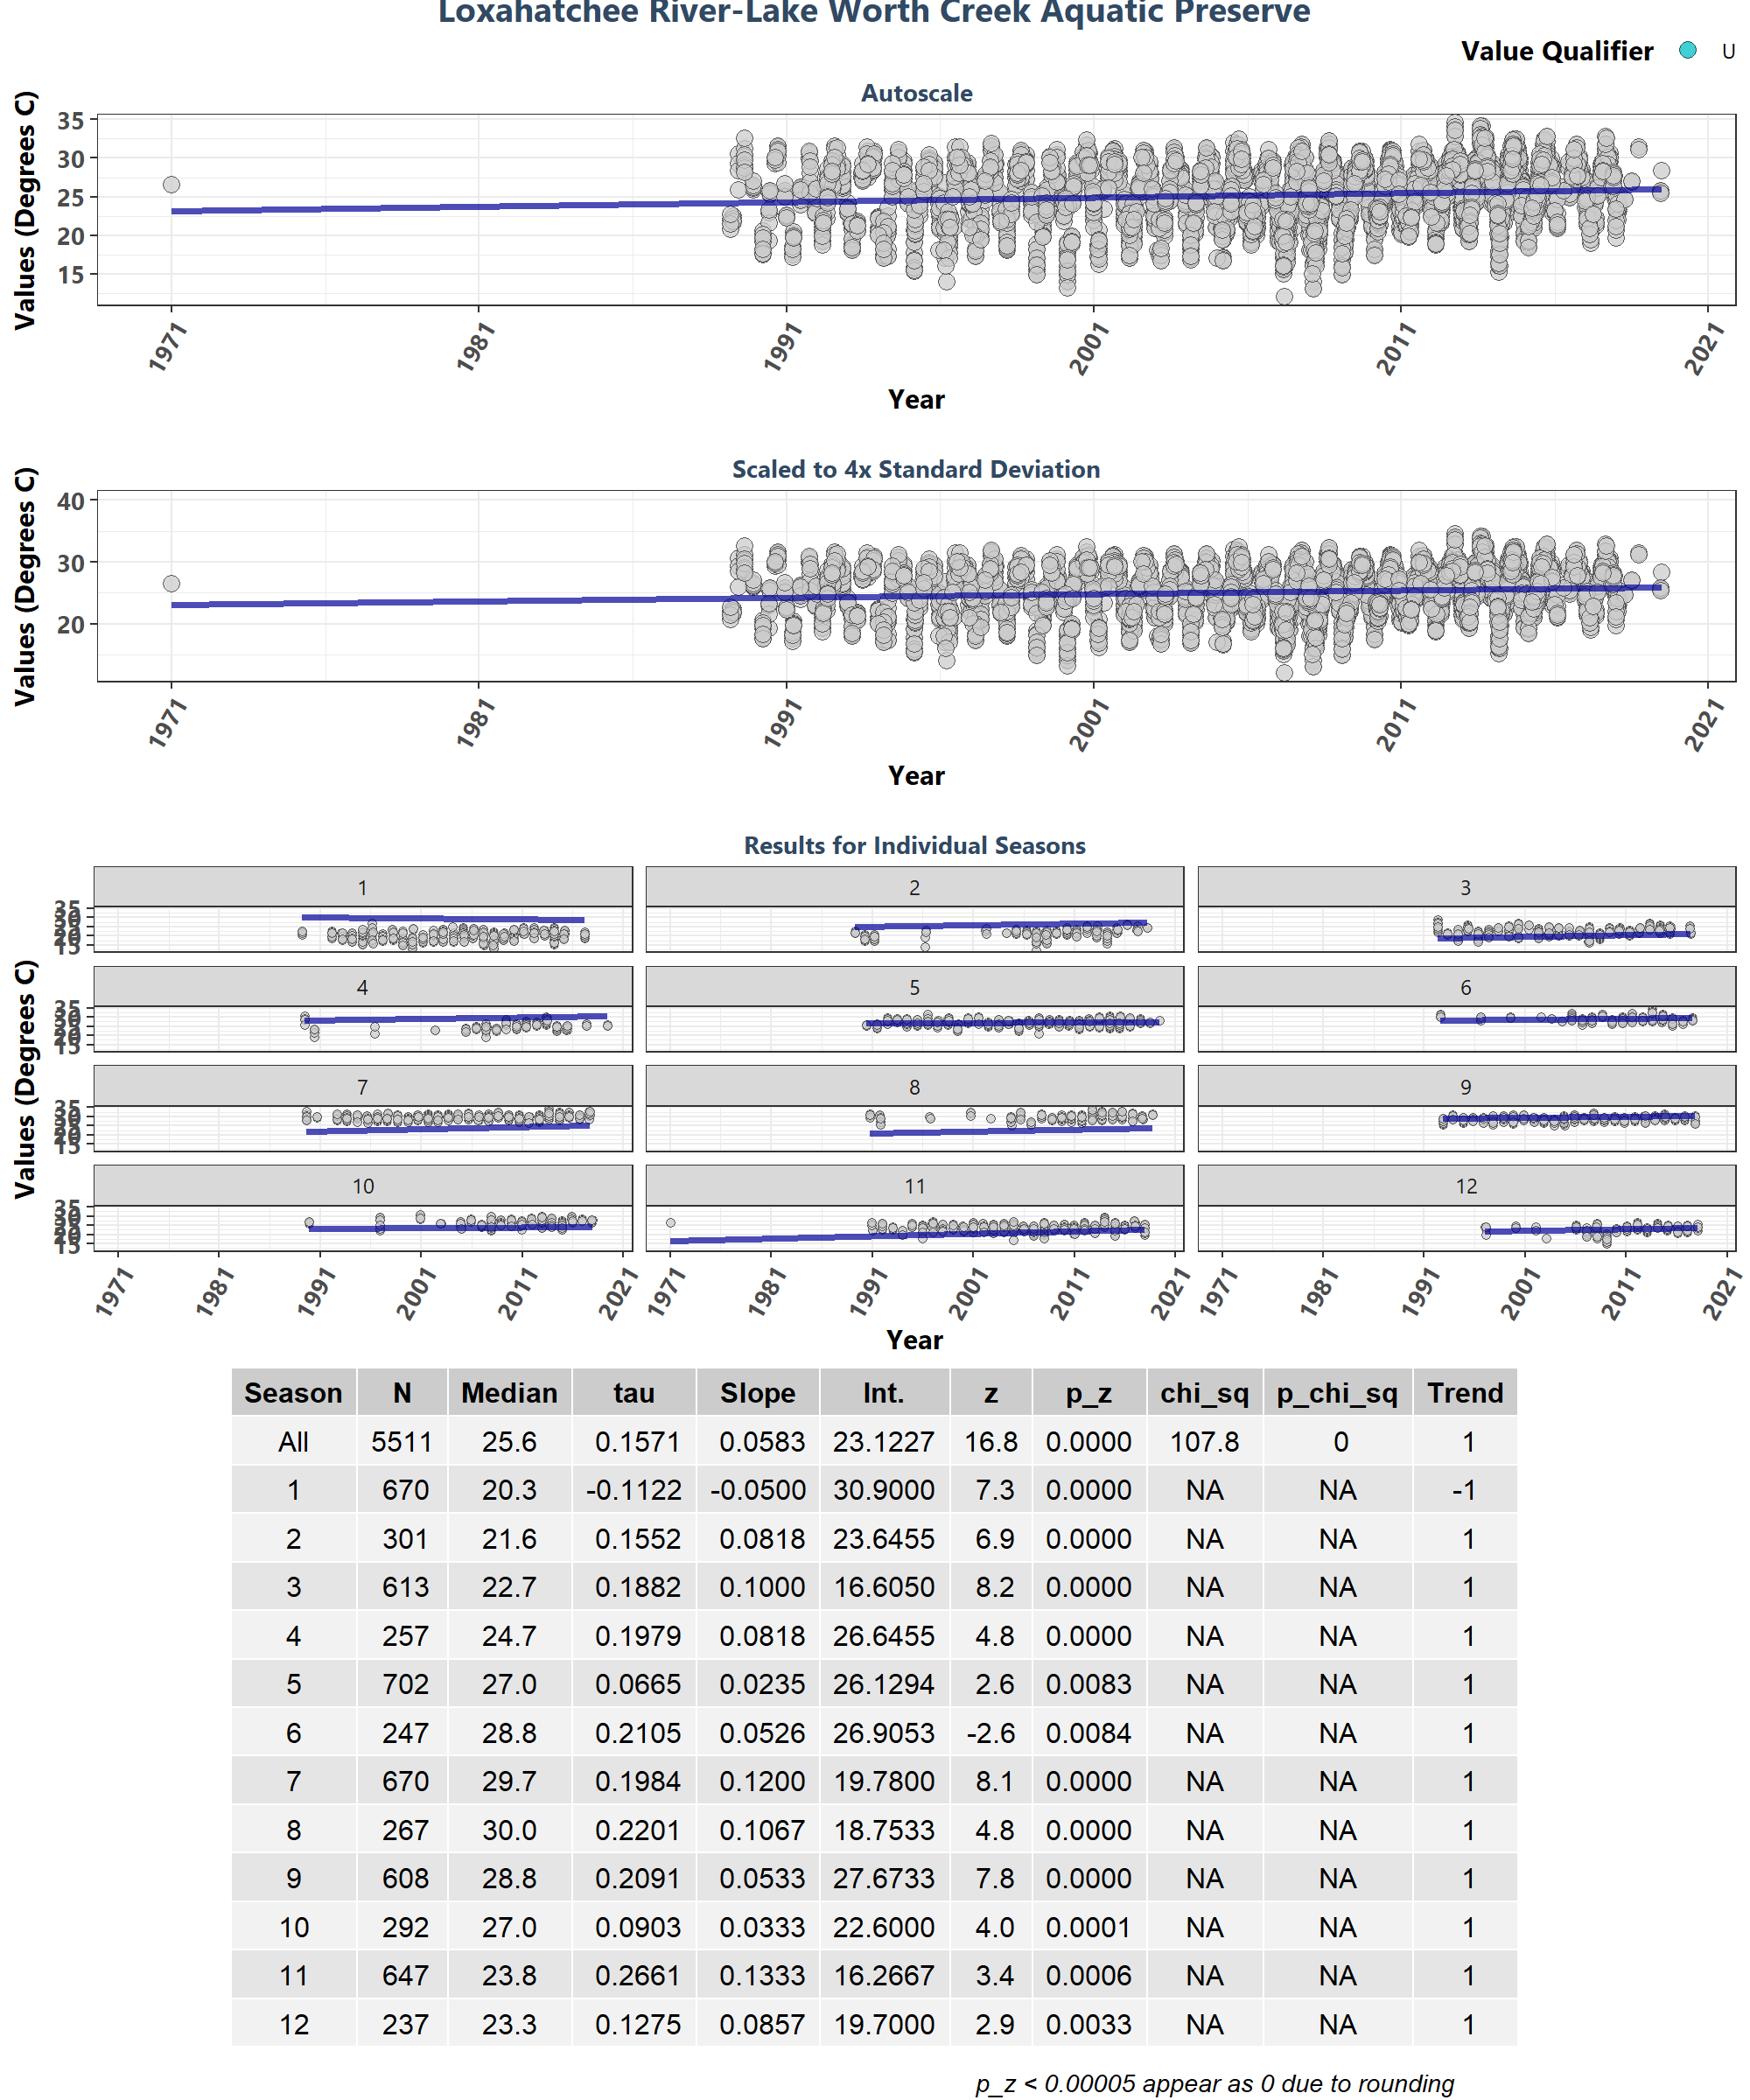 Loxahatchee River-Lake Worth Creek Aquatic Preserve
Value Qualifier U
Autoscale
Values (Degrees C)
35
30
25
20
15
1971 1981 1991 2001 2011 2021
Year
Scaled to 4x Standard Deviation
Values (Degrees C)
40
30
20
1971 1981 1991 2001 2011 2021
Year
Results for Individual Seasons
Values (Degrees C)
1 2 3
35
15
4 5 6
35
15
7 8 9
35
15
10 11 12
35
15
1971 1981 1991 2001 2011 2021 1971 1981 1991 2001 2011 2021 1971 1981 1991 2001 2011 2021
Year
Season N Median tau Slope Int. z p_z chi_sq p_chi_sq Trend
All 5511 25.6 0.1571 0.0583 23.1227 16.8 0.0000 107.8 0 1
1 670 20.3 -0.1122 -0.0500 30.9000 7.3 0.0000 NA NA -1
2 301 21.6 0.1552 0.0818 23.6455 6.9 0.0000 NA NA 1
3 613 22.7 0.1882 0.1000 16.6050 8.2 0.0000 NA NA 1
4 257 24.7 0.1979 0.0818 26.6455 4.8 0.0000 NA NA 1
5 702 27.0 0.0665 0.0235 26.1294 2.6 0.0083 NA NA 1
6 247 28.8 0.2105 0.0526 26.9053 -2.6 0.0084 NA NA 1
7 670 29.7 0.1984 0.1200 19.7800 8.1 0.0000 NA NA 1
8 267 30.0 0.2201 0.1067 18.7533 4.8 0.0000 NA NA 1
9 608 28.8 0.2091 0.0533 27.6733 7.8 0.0000 NA NA 1
10 292 27.0 0.0903 0.0333 22.6000 4.0 0.0001 NA NA 1
11 647 23.8 0.2661 0.1333 16.2667 3.4 0.0006 NA NA 1
12 237 23.3 0.1275 0.0857 19.7000 2.9 0.0033 NA NA 1
p_z < 0.00005 appear as 0 due to rounding